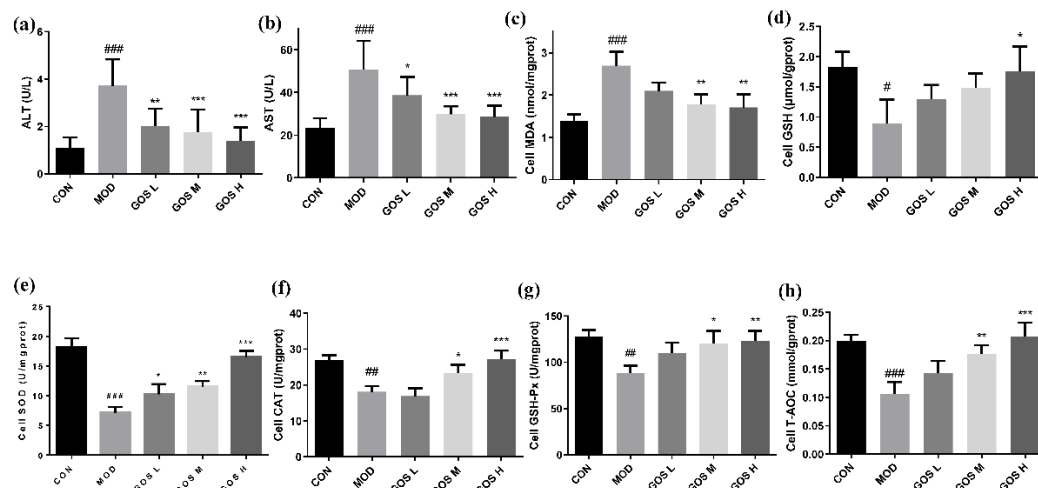 (a)
ALT (U/L)
6
4
2
0
###
**
***
***
CON
MOD
GOS L
GOS M
GOS H
(b)
AST (U/L)
60
40
20
0
###
*
***
***
CON
MOD
GOS L
GOS M
GOS H
(c)
Cell MDA (nmol/mgprot)
3
2
1
0
###
**
**
CON
MOD
GOS L
GOS M
GOS H
(d)
Cell GSH (μmol/gprot)
2.0
1.5
1.0
0.5
0.0
#
*
CON
MOD
GOS L
GOS M
GOS H
(e)
Cell SOD (U/mgprot)
20
15
10
5
0
###
*
**
***
CON
MOD
GOS L
GOS M
GOS H
(f)
Cell CAT (U/mgprot)
40
30
20
10
0
##
*
***
CON
MOD
GOS L
GOS M
GOS H
(g)
Cell GSH-Px (U/mgprot)
150
100
50
0
##
*
**
CON
MOD
GOS L
GOS M
GOS H
(h)
Cell T-AOC (mmol/gprot)
0.25
0.20
0.15
0.10
0.05
0.00
###
**
***
CON
MOD
GOS L
GOS M
GOS H